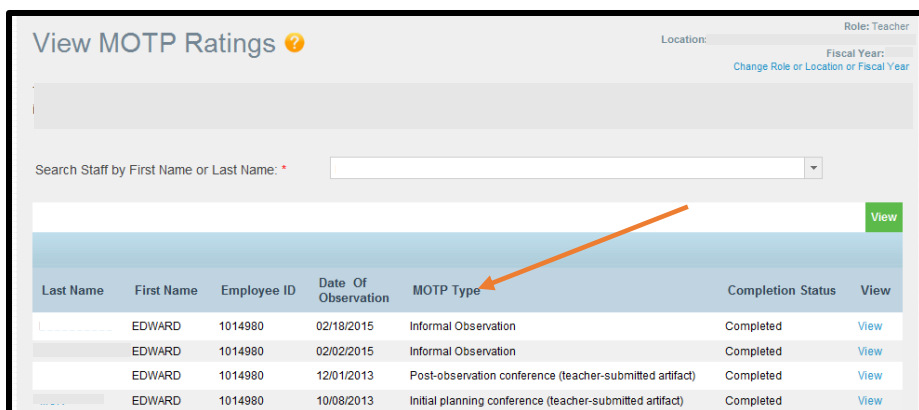 View MOTP Ratings ?
Role: Teacher
Location:
Fiscal Year:
Change Role or Location or Fiscal Year
Search Staff by First Name or Last Name: *
View
Last Name First Name Employee ID Date Of Observation MOTP Type Completion Status View
EDWARD 1014980 02/18/2015 Informal Observation Completed View
EDWARD 1014980 02/02/2015 Informal Observation Completed View
EDWARD 1014980 12/01/2013 Post-observation conference (teacher-submitted artifact) Completed View
EDWARD 1014980 10/08/2013 Initial planning conference (teacher-submitted artifact) Completed View